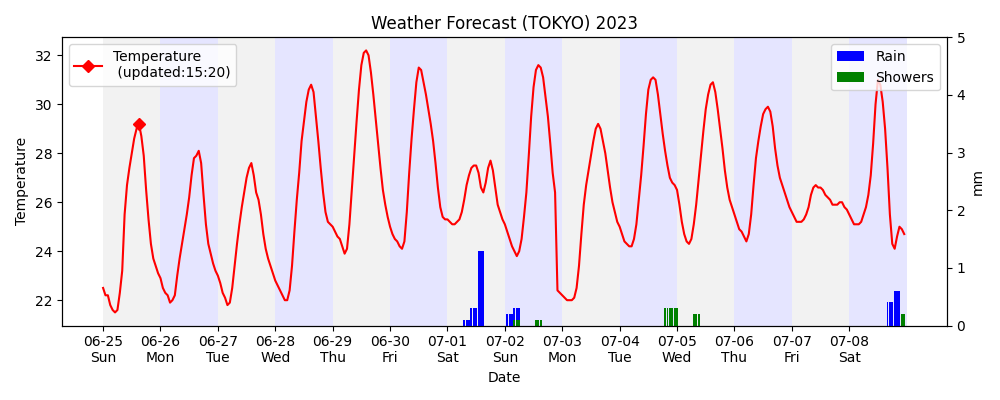 Weather Forecast (TOKYO) 2023
Temperature
(updated:15:20)
Rain
Showers
Temperature
32
30
28
26
24
22
5
4
3
2
1
0
mm
06-25 06-26 06-27 06-28 06-29 06-30 07-01 07-02 07-03 07-04 07-05 07-06 07-07 07-08
Sun Mon Tue Wed Thu Fri Sat Sun Mon Tue Wed Thu Fri Sat
Date